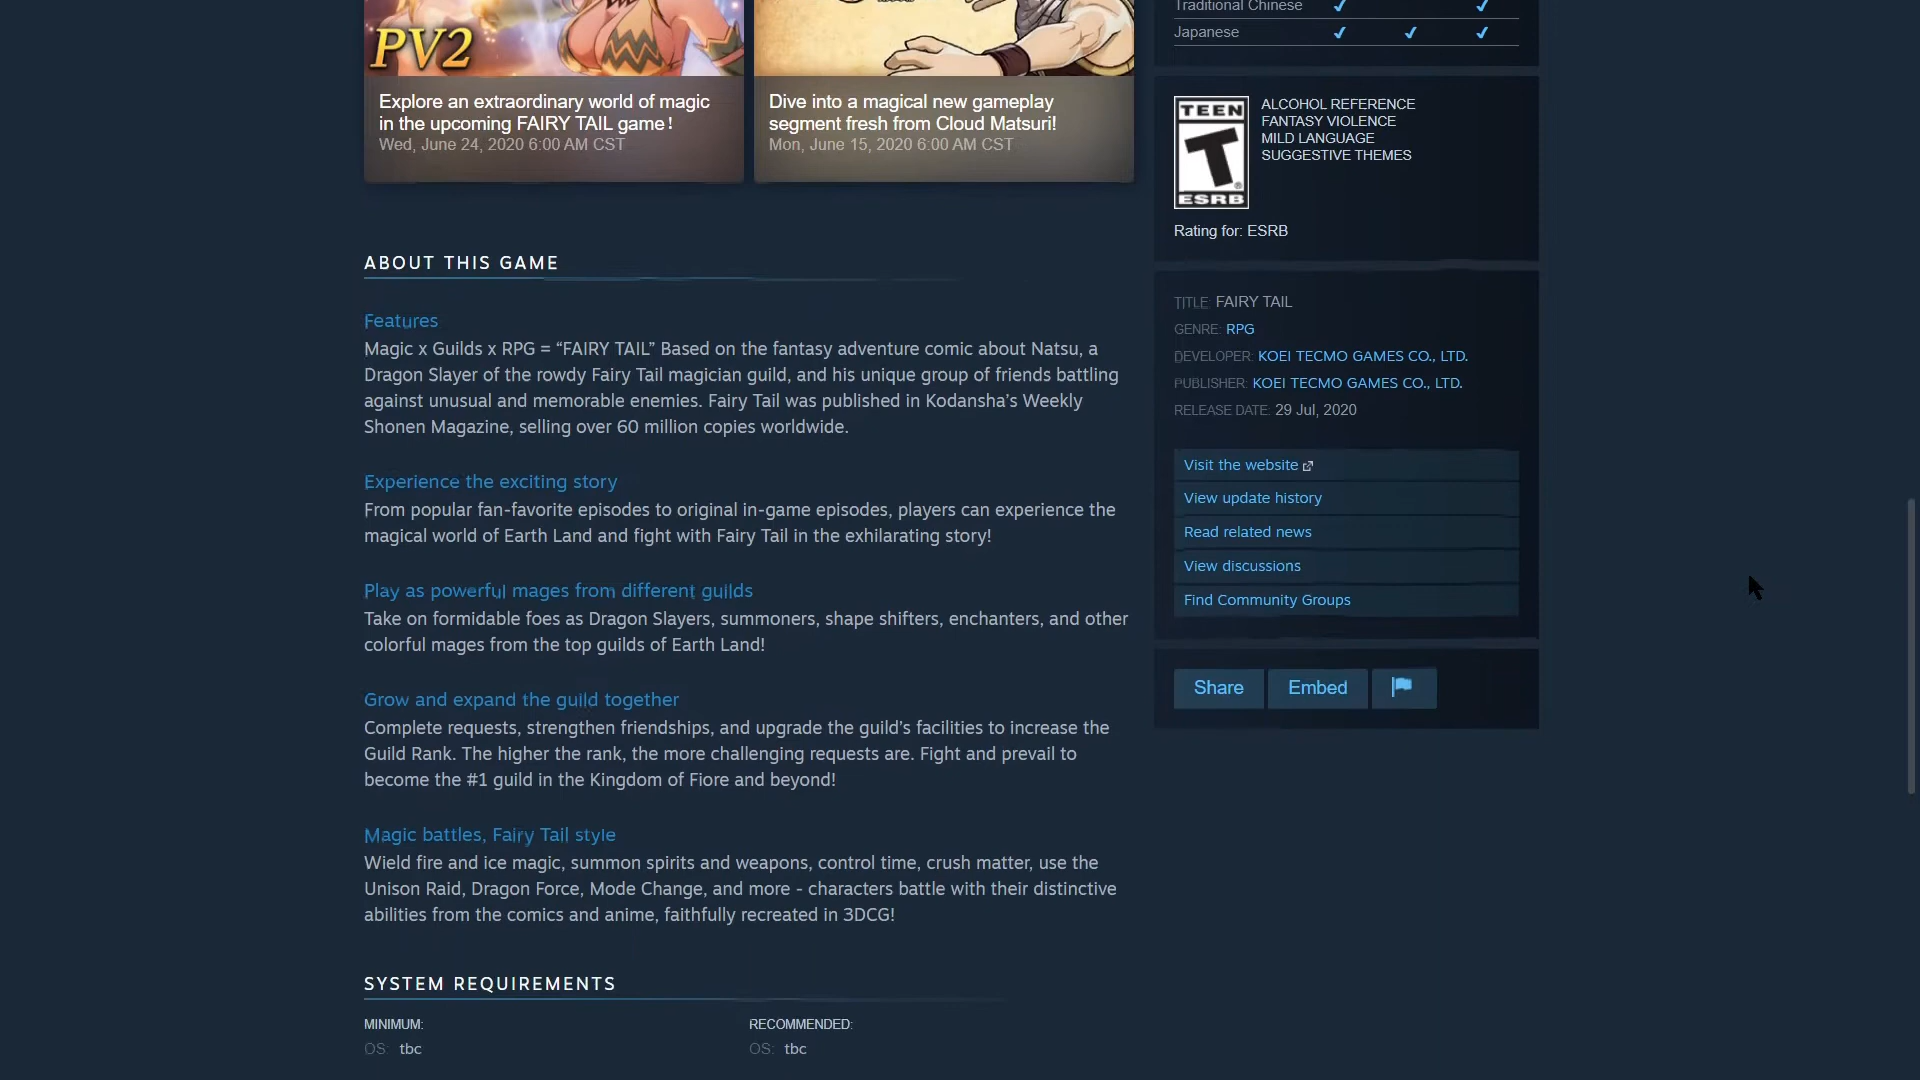 PV2
Explore an extraordinary world of magic
in the upcoming FAIRY TAIL game!
Wed, June 24, 2020 6:00 AM CST
Dive into a magical new gameplay
segment fresh from Cloud Matsuri!
Mon, June 15, 2020 6:00 AM CST
ABOUT THIS GAME
Features
Magic x Guilds x RPG = “FAIRY TAIL” Based on the fantasy adventure comic about Natsu, a
Dragon Slayer of the rowdy Fairy Tail magician guild, and his unique group of friends battling
against unusual and memorable enemies. Fairy Tail was published in Kodansha’s Weekly
Shonen Magazine, selling over 60 million copies worldwide.
Experience the exciting story
From popular fan-favorite episodes to original in-game episodes, players can experience the
magical world of Earth Land and fight with Fairy Tail in the exhilarating story!
Play as powerful mages from different guilds
Take on formidable foes as Dragon Slayers, summoners, shape shifters, enchanters, and other
colorful mages from the top guilds of Earth Land!
Grow and expand the guild together
Complete requests, strengthen friendships, and upgrade the guild’s facilities to increase the
Guild Rank. The higher the rank, the more challenging requests are. Fight and prevail to
become the #1 guild in the Kingdom of Fiore and beyond!
Magic battles, Fairy Tail style
Wield fire and ice magic, summon spirits and weapons, control time, crush matter, use the
Unison Raid, Dragon Force, Mode Change, and more - characters battle with their distinctive
abilities from the comics and anime, faithfully recreated in 3DCG!
SYSTEM REQUIREMENTS
MINIMUM:
OS: tbc
RECOMMENDED:
OS: tbc
Traditional Chinese ✔ ✔
Japanese ✔ ✔ ✔
TEEN
T
ESRB
ALCOHOL REFERENCE
FANTASY VIOLENCE
MILD LANGUAGE
SUGGESTIVE THEMES
Rating for: ESRB
TITLE: FAIRY TAIL
GENRE: RPG
DEVELOPER: KOEI TECMO GAMES CO., LTD.
PUBLISHER: KOEI TECMO GAMES CO., LTD.
RELEASE DATE: 29 Jul, 2020
Visit the website
View update history
Read related news
View discussions
Find Community Groups
Share
Embed